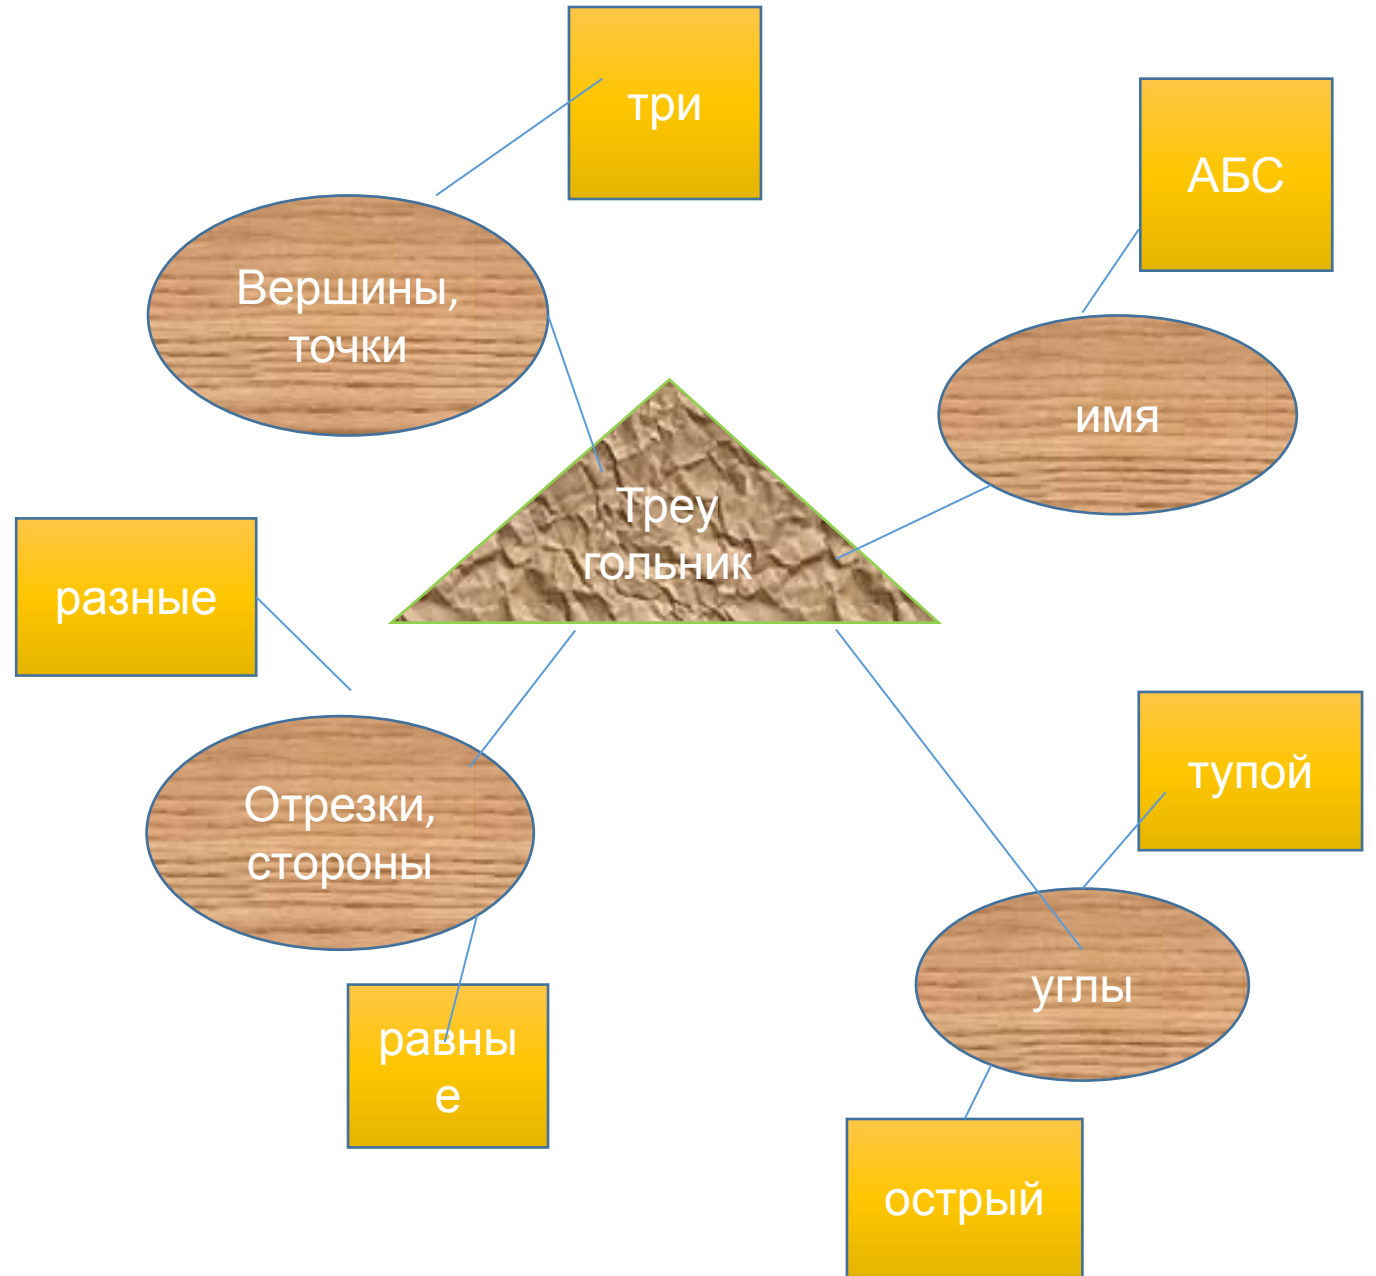 три
АБС
Вершины,
точки
имя
Треу
гольник
разные
тупой
Отрезки,
стороны
углы
равны
е
острый